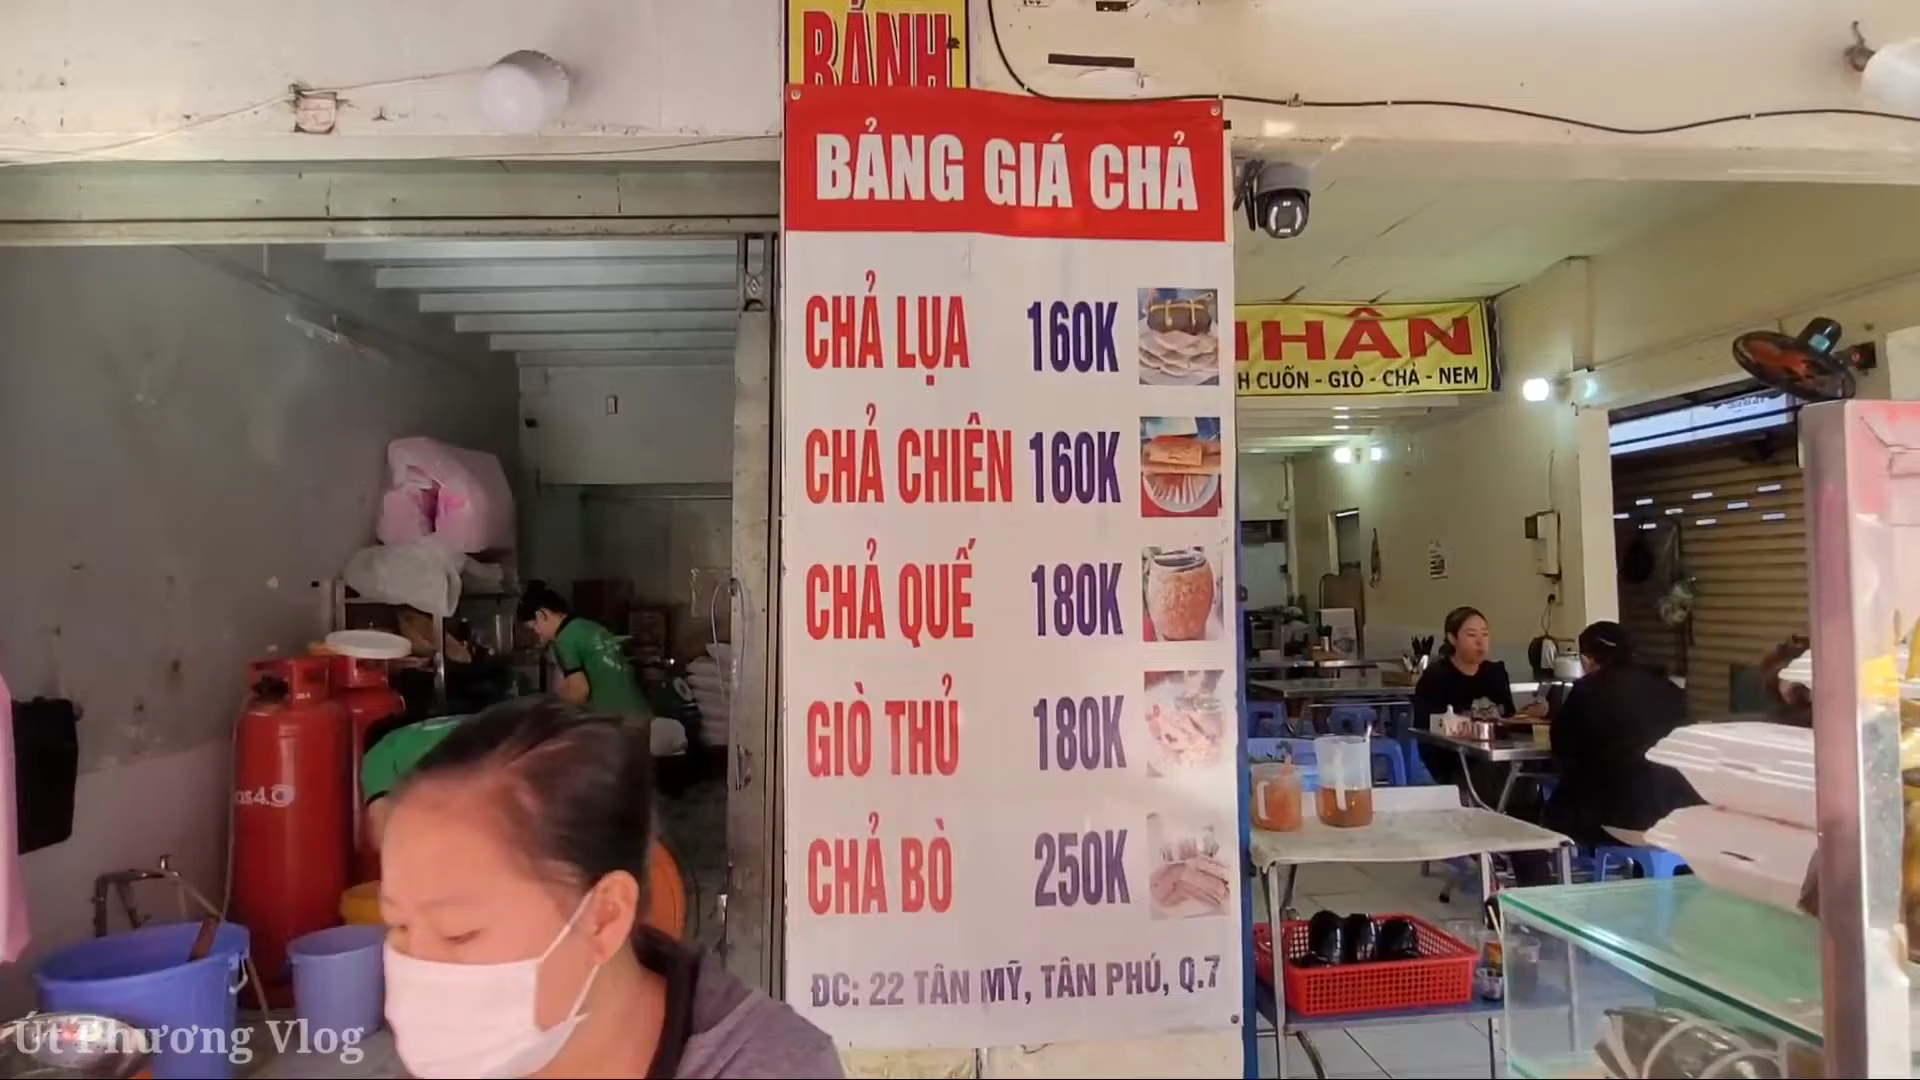 BÁNH
BẢNG GIÁ CHẢ
CHẢ LỤA 160K
CHẢ CHIÊN 160K
CHẢ QUẾ 180K
GIÒ THỦ 180K
CHẢ BÒ 250K
ĐC: 22 TÂN MỸ, TÂN PHÚ, Q.7
NHÂN
H CUỐN - GIÒ - CHẢ - NEM
Út Phương Vlog